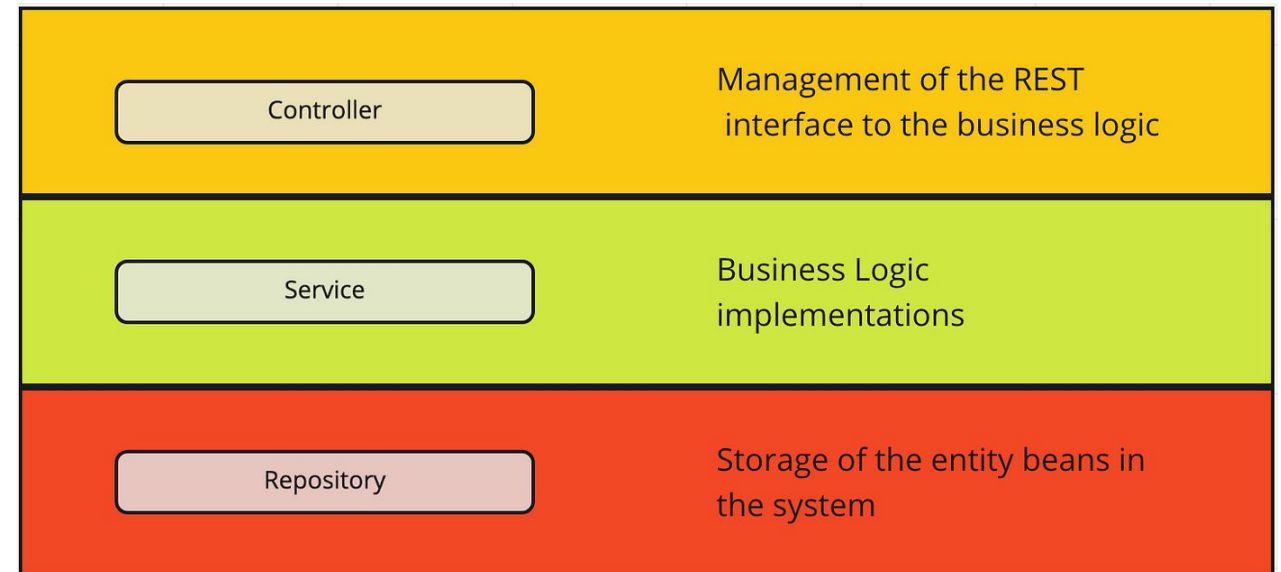 Controller
Management of the REST
interface to the business logic
Service
Business Logic
implementations
Repository
Storage of the entity beans in
the system